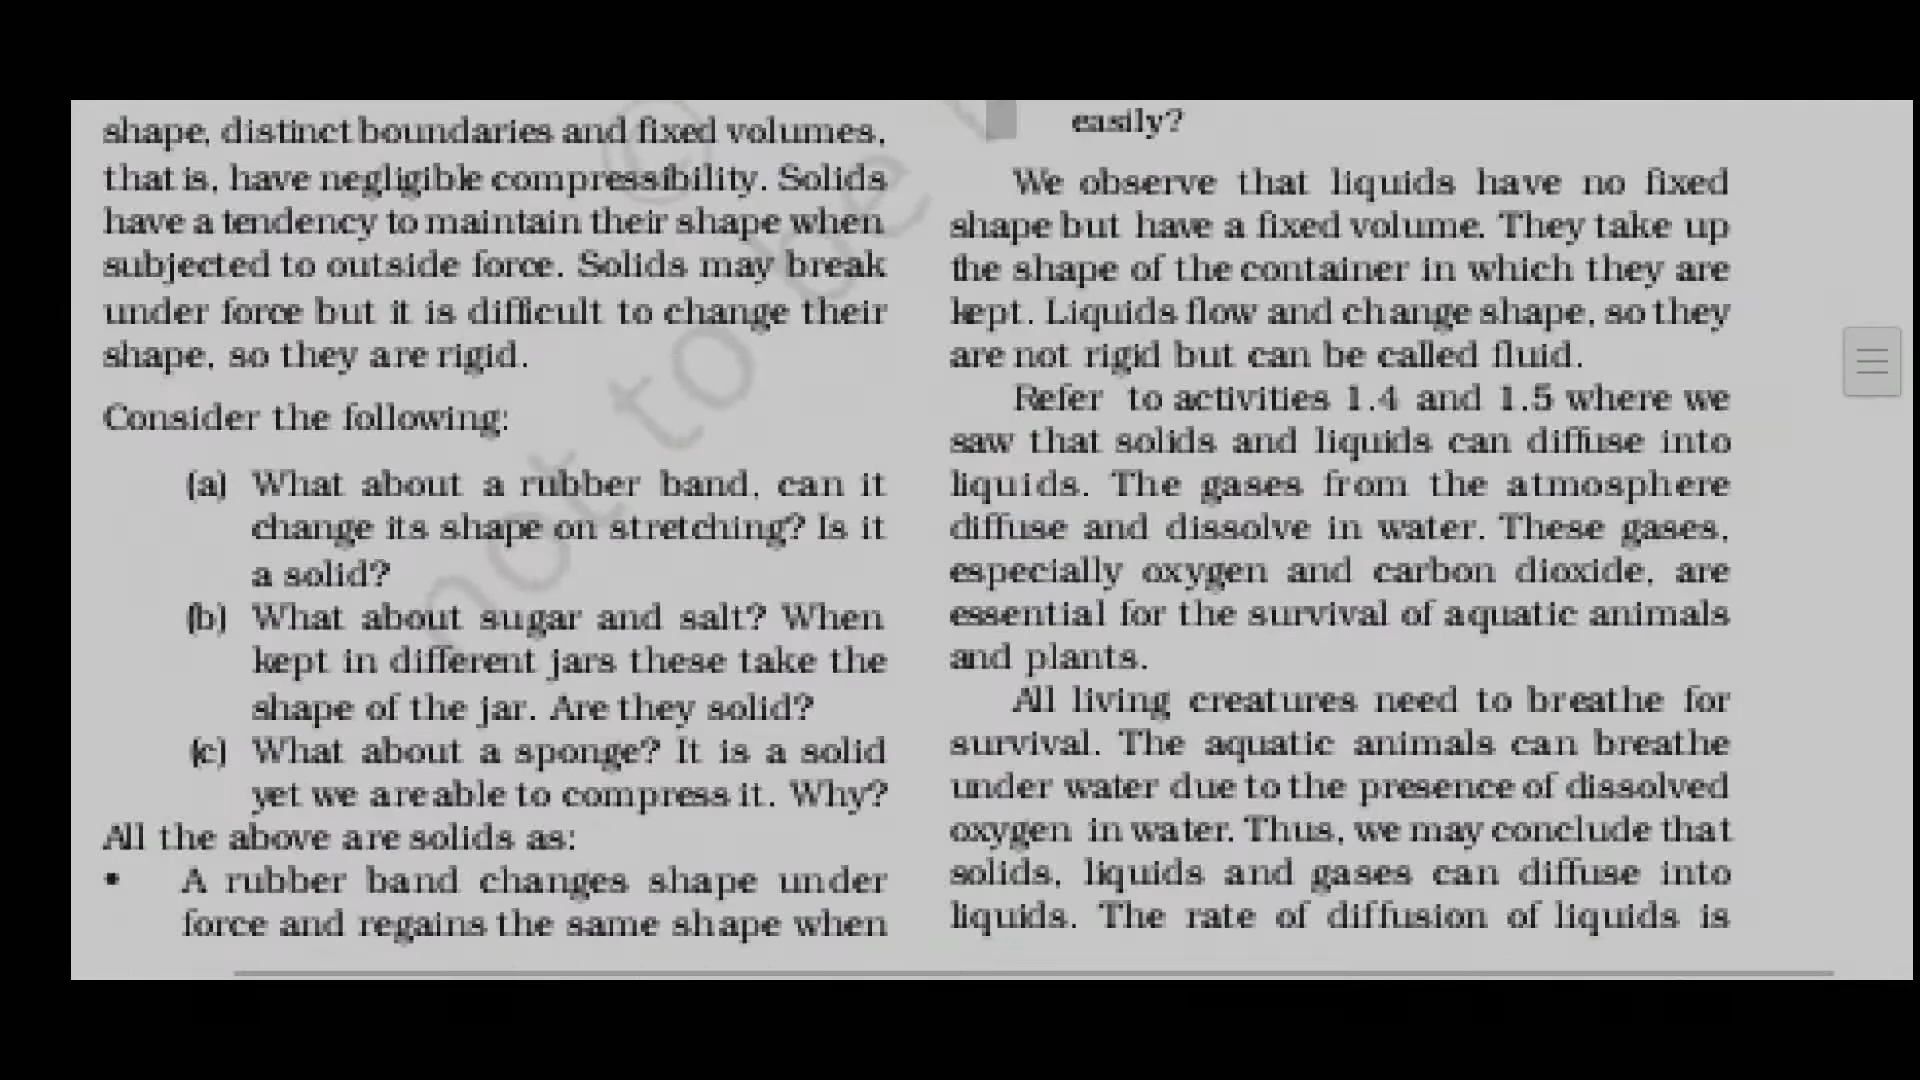 shape, distinct boundaries and fixed volumes,
that is, have negligible compressibility. Solids
have a tendency to maintain their shape when
subjected to outside force. Solids may break
under force but it is difficult to change their
shape, so they are rigid.
Consider the following:
(a) What about a rubber band, can it
change its shape on stretching? Is it
a solid?
(b) What about sugar and salt? When
kept in different jars these take the
shape of the jar. Are they solid?
(c) What about a sponge? It is a solid
yet we are able to compress it. Why?
All the above are solids as:
• A rubber band changes shape under
force and regains the same shape when
easily?
We observe that liquids have no fixed
shape but have a fixed volume. They take up
the shape of the container in which they are
kept. Liquids flow and change shape, so they
are not rigid but can be called fluid.
Refer to activities 1.4 and 1.5 where we
saw that solids and liquids can diffuse into
liquids. The gases from the atmosphere
diffuse and dissolve in water. These gases,
especially oxygen and carbon dioxide, are
essential for the survival of aquatic animals
and plants.
All living creatures need to breathe for
survival. The aquatic animals can breathe
under water due to the presence of dissolved
oxygen in water. Thus, we may conclude that
solids, liquids and gases can diffuse into
liquids. The rate of diffusion of liquids is
© not to be